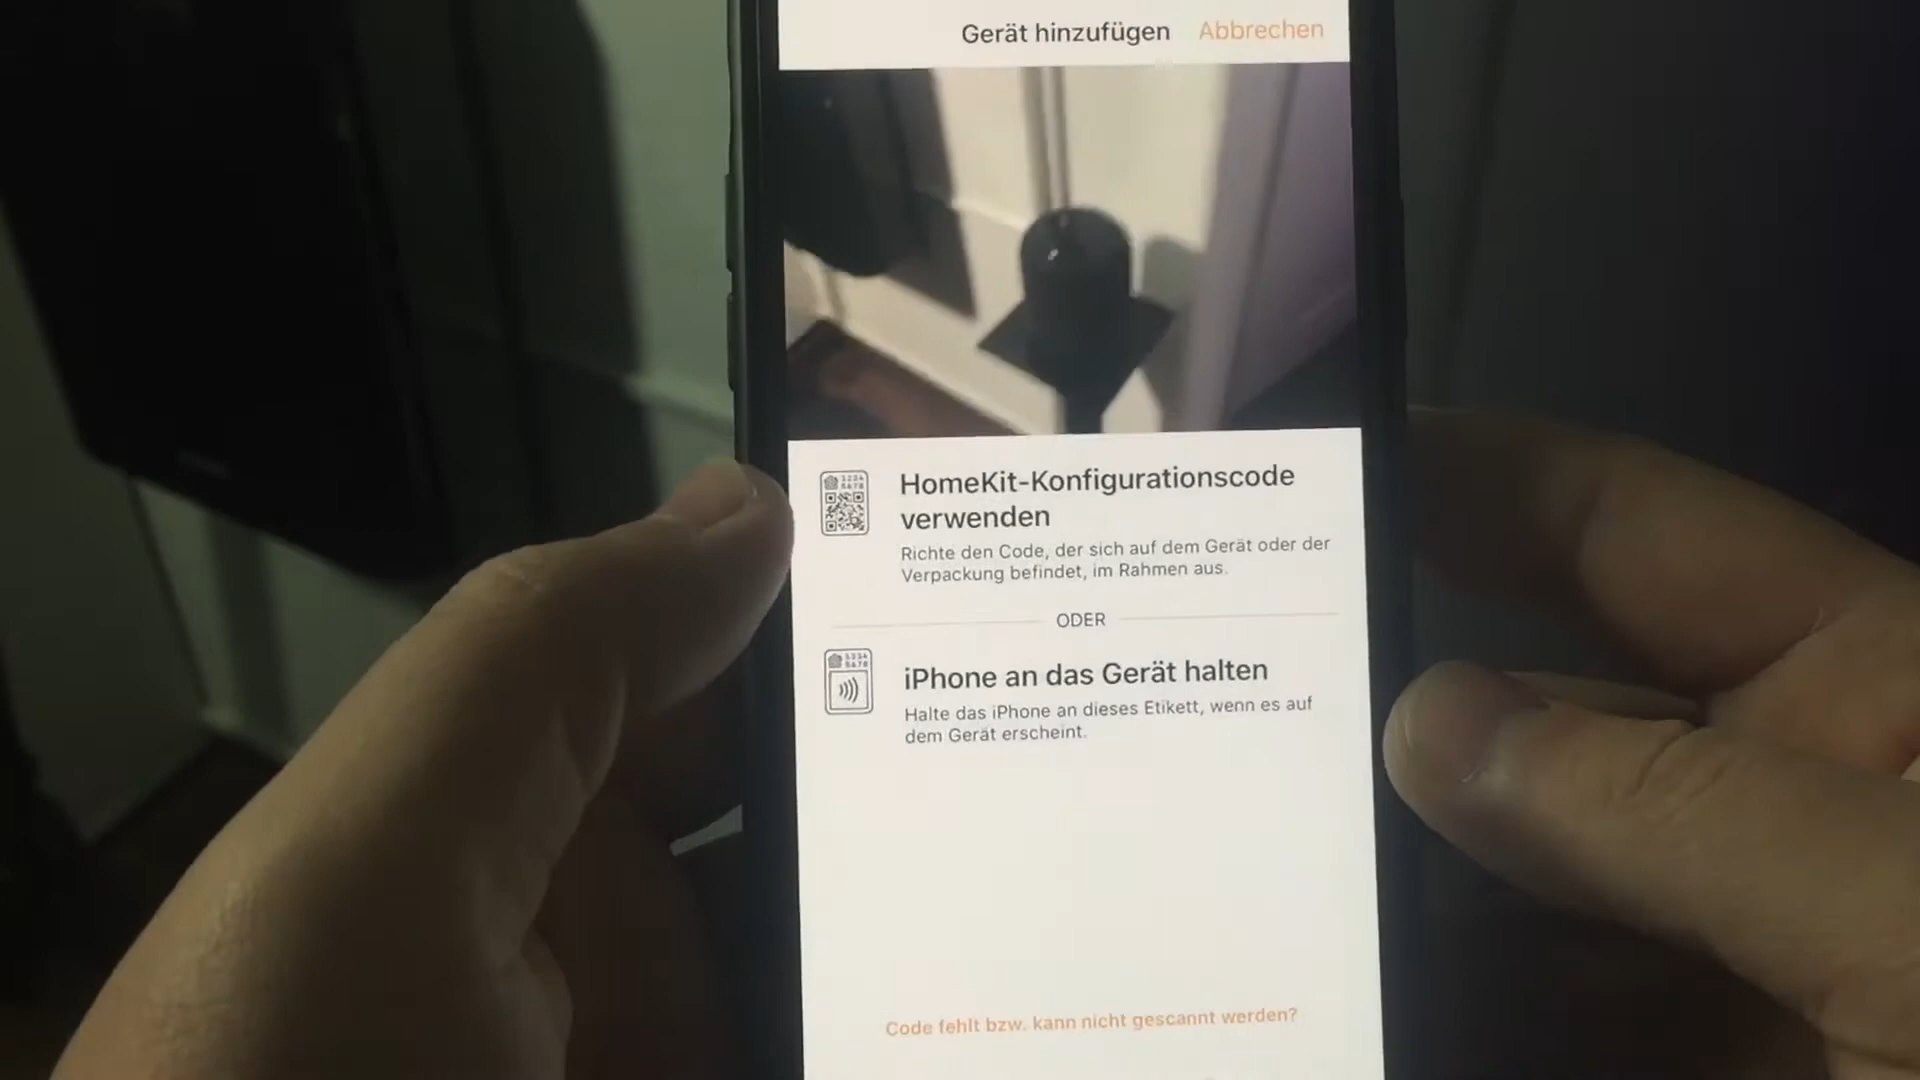 Gerät hinzufügen Abbrechen
HomeKit-Konfigurationscode
verwenden
Richte den Code, der sich auf dem Gerät oder der
Verpackung befindet, im Rahmen aus.
ODER
iPhone an das Gerät halten
Halte das iPhone an dieses Etikett, wenn es auf
dem Gerät erscheint.
Code fehlt bzw. kann nicht gescannt werden?